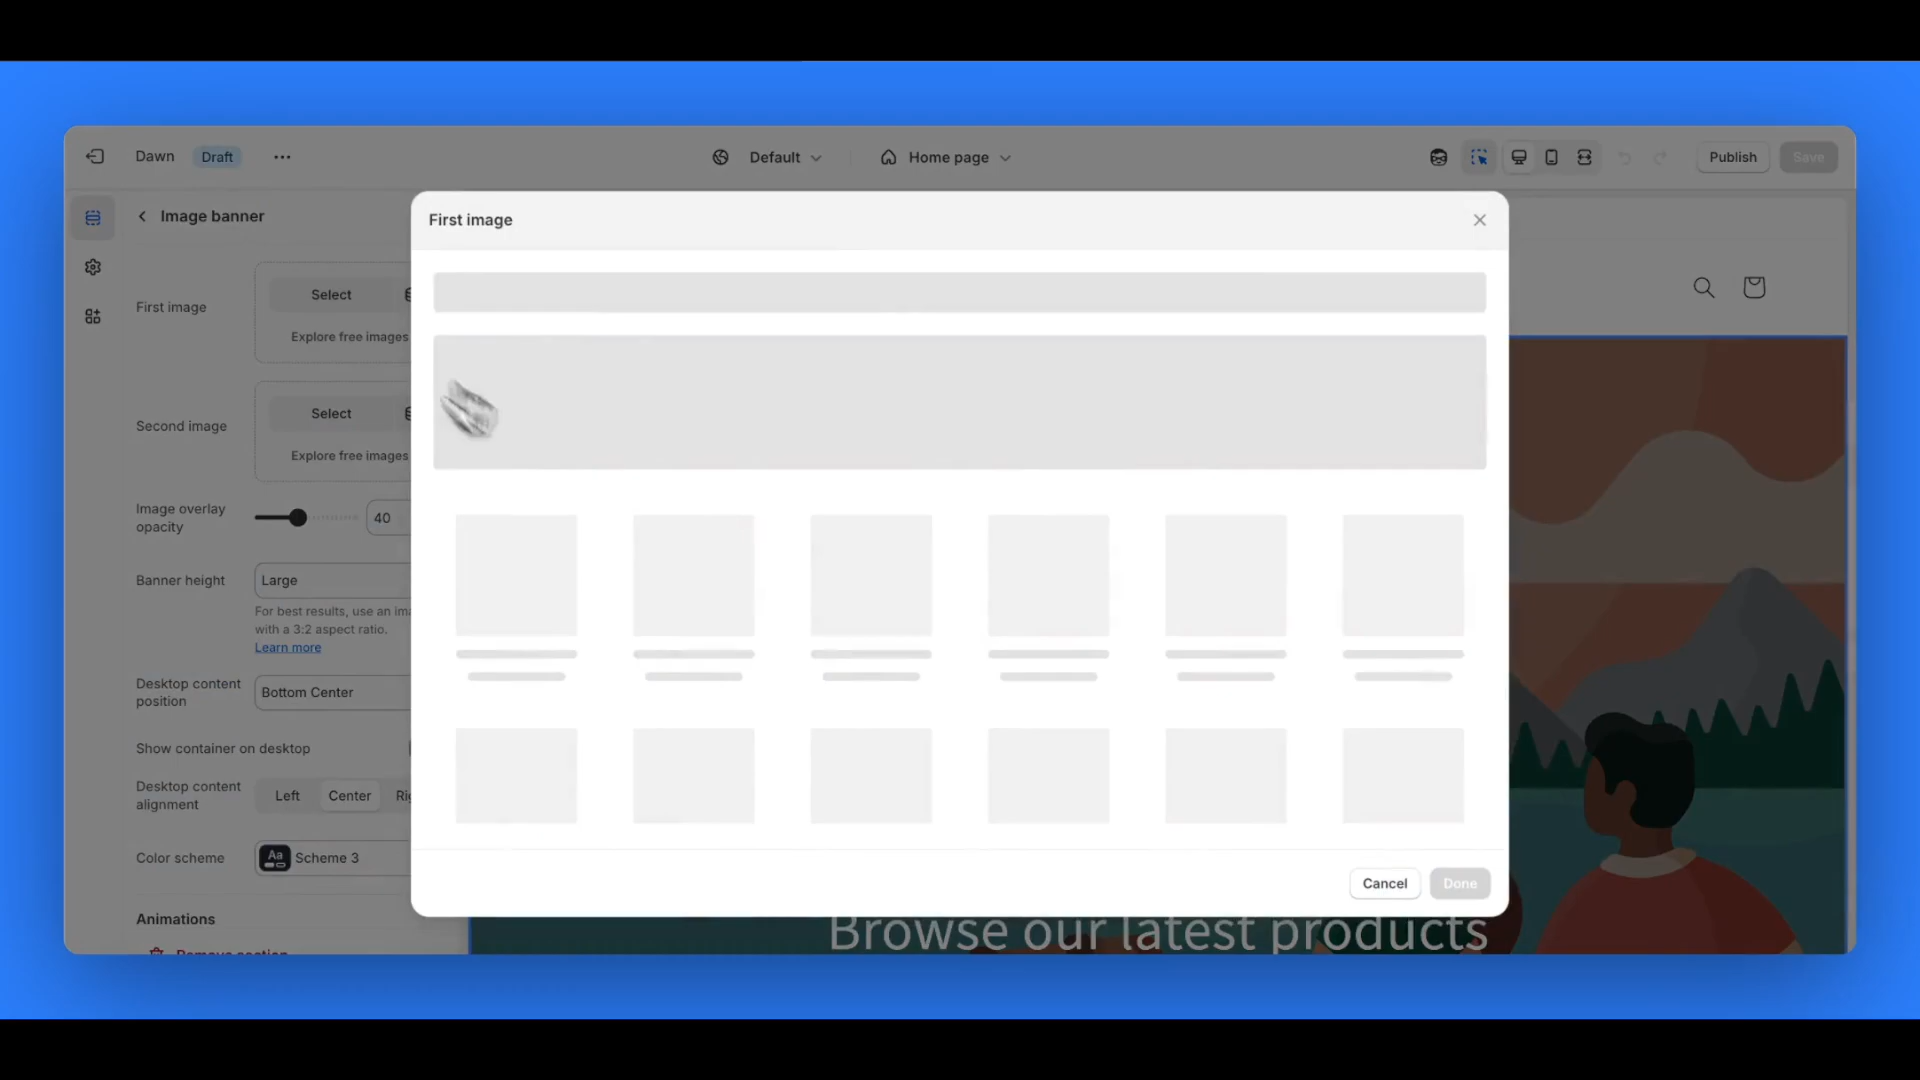 Dawn Draft ... Default Home page Publish Save
Image banner
First image
Select
Explore free images
Second image
Select
Explore free images
Image overlay
opacity
40
Banner height
Large
For best results, use an
with a 3:2 aspect ratio.
Learn more
Desktop content
position
Bottom Center
Show container on desktop
Desktop content
alignment
Left Center
Color scheme
Aa Scheme 3
Animations
Remove section
First image
Cancel Done
Browse our latest products